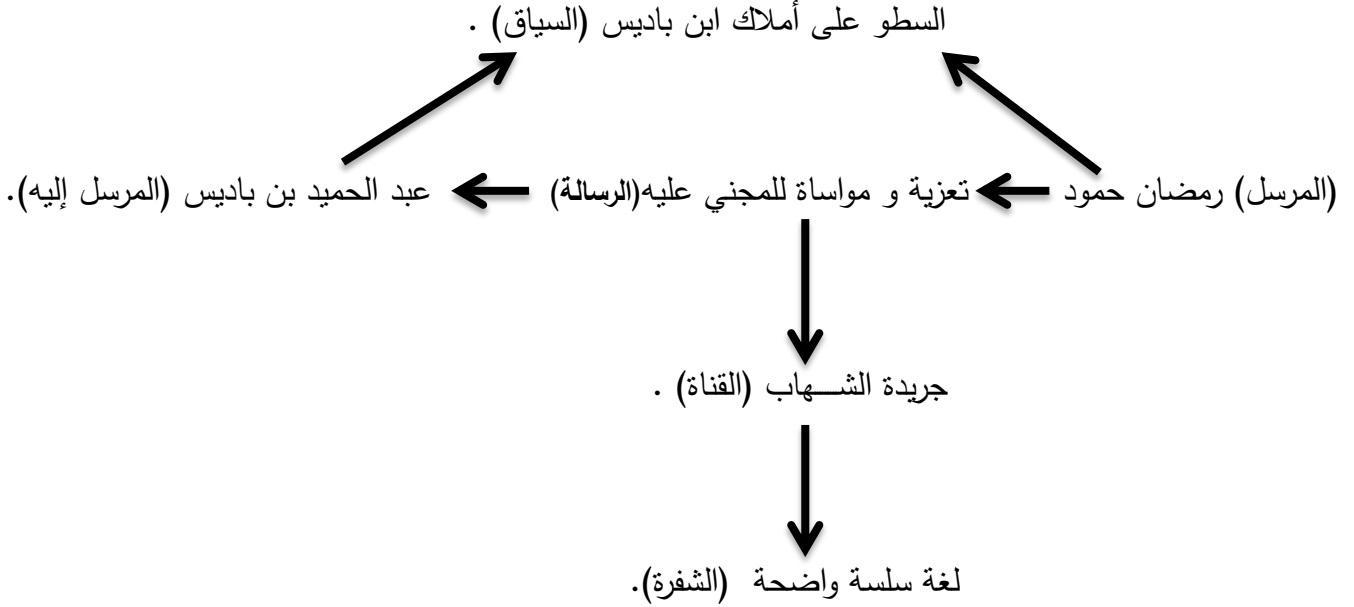 السطو على أملاك ابن باديس (السياق) .
(المرسل) رمضان حمود تعزية و مواساة للمجني عليه(الرسالة) عبد الحميد بن باديس (المرسل إليه).
جريدة الشـــهاب (القناة) .
لغة سلسة واضحة (الشفرة).